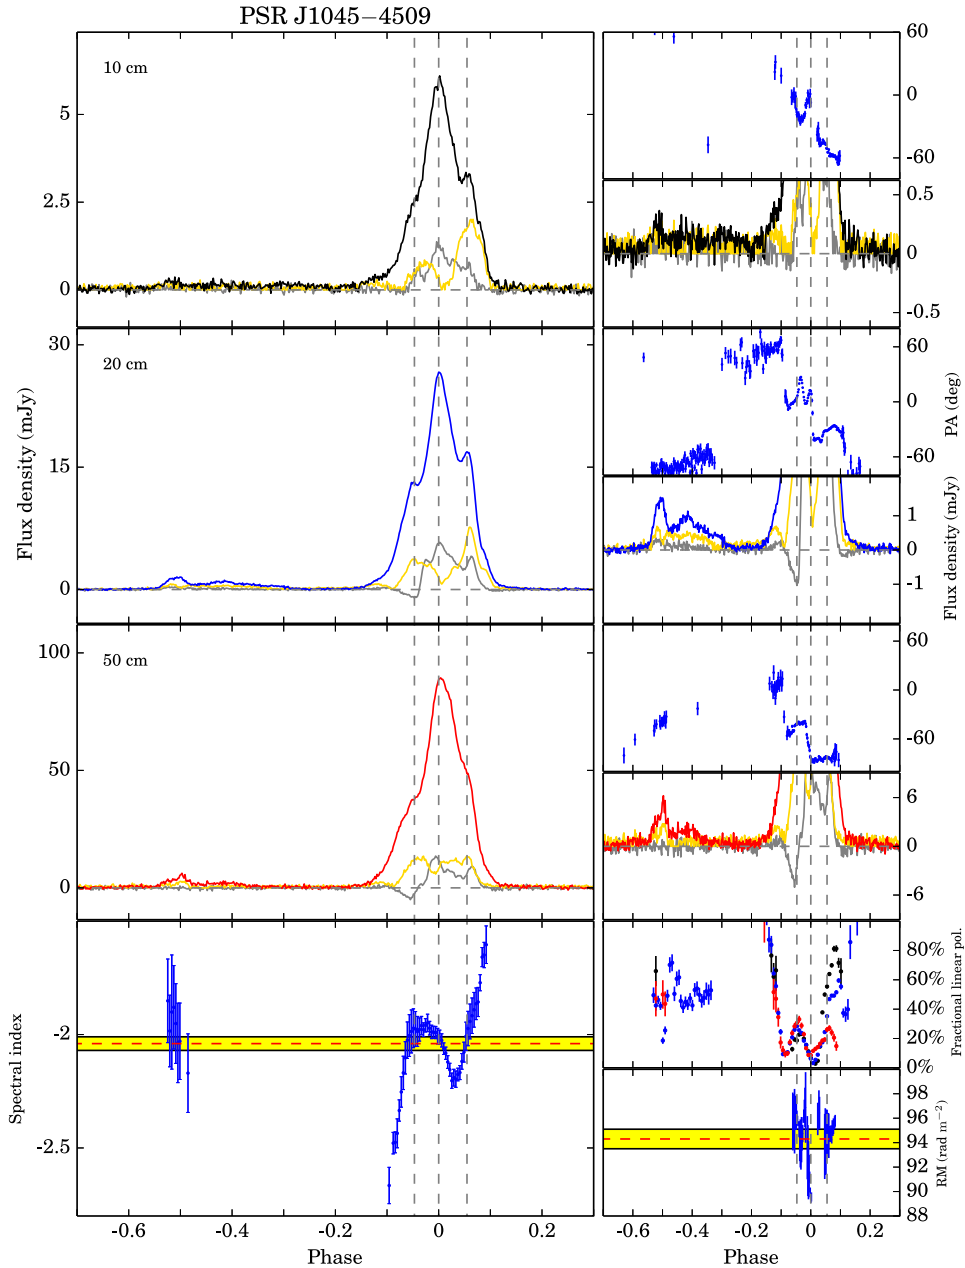 PSR J1045−4509
10 cm
5
2.5
0
60
0
-60
0.5
0
-0.5
20 cm
30
15
0
Flux density (mJy)
60
0
-60
PA (deg)
1
0
-1
Flux density (mJy)
50 cm
100
50
0
60
0
-60
6
0
-6
-2
-2.5
Spectral index
80%
60%
40%
20%
0%
Fractional linear pol.
98
96
94
92
90
88
RM (rad m⁻²)
-0.6 -0.4 -0.2 0 0.2
Phase
-0.6 -0.4 -0.2 0 0.2
Phase